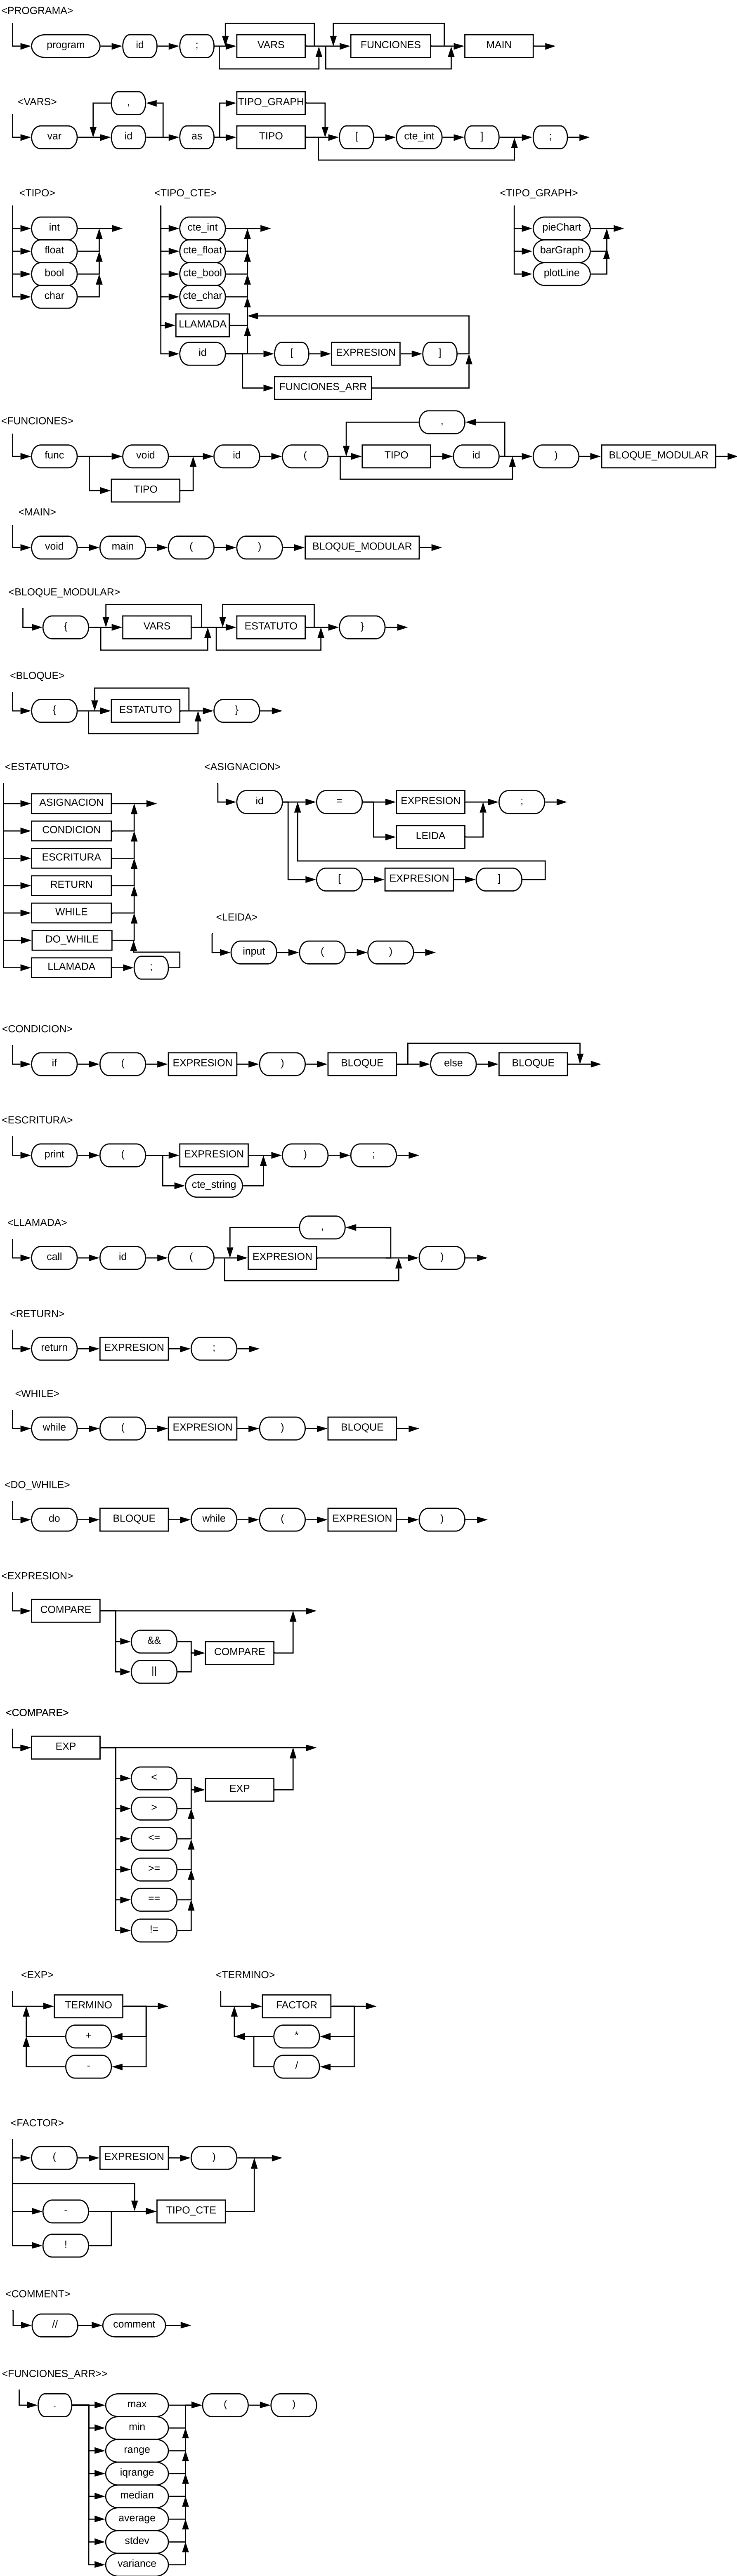 <PROGRAMA>
program id ; VARS FUNCIONES MAIN
<VARS>
,
TIPO_GRAPH
var id as TIPO [ cte_int ] ;
<TIPO>
int
float
bool
char
<TIPO_CTE>
cte_int
cte_float
cte_bool
cte_char
LLAMADA
id [ EXPRESION ]
FUNCIONES_ARR
<TIPO_GRAPH>
pieChart
barGraph
plotLine
<FUNCIONES>
,
func void id ( TIPO id ) BLOQUE_MODULAR
TIPO
<MAIN>
void main ( ) BLOQUE_MODULAR
<BLOQUE_MODULAR>
{ VARS ESTATUTO }
<BLOQUE>
{ ESTATUTO }
<ESTATUTO>
ASIGNACION
CONDICION
ESCRITURA
RETURN
WHILE
DO_WHILE
LLAMADA ;
<ASIGNACION>
id = EXPRESION ;
LEIDA
[ EXPRESION ]
<LEIDA>
input ( )
<CONDICION>
if ( EXPRESION ) BLOQUE else BLOQUE
<ESCRITURA>
print ( EXPRESION ) ;
cte_string
<LLAMADA>
,
call id ( EXPRESION )
<RETURN>
return EXPRESION ;
<WHILE>
while ( EXPRESION ) BLOQUE
<DO_WHILE>
do BLOQUE while ( EXPRESION )
<EXPRESION>
COMPARE
&&
COMPARE
||
<COMPARE>
EXP
<
EXP
>
<=
>=
==
!=
<EXP>
TERMINO
+
-
<TERMINO>
FACTOR
*
/
<FACTOR>
( EXPRESION )
- TIPO_CTE
!
<COMMENT>
// comment
<FUNCIONES_ARR>>
. max ( )
min
range
iqrange
median
average
stdev
variance